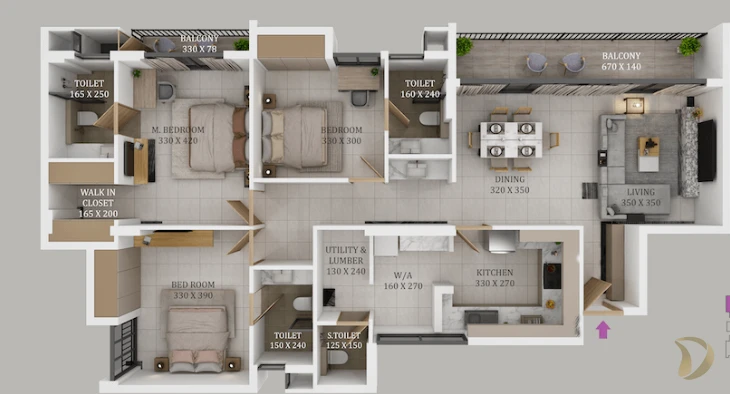 BALCONY
330 X 78
BALCONY
670 X 140
TOILET
165 X 250
TOILET
160 X 240
M. BEDROOM
330 X 420
BEDROOM
330 X 300
DINING
320 X 350
LIVING
350 X 350
WALK IN
CLOSET
165 X 200
UTILITY &
LUMBER
130 X 240
W/A
160 X 270
KITCHEN
330 X 270
BED ROOM
330 X 390
TOILET
150 X 240
S.TOILET
125 X 150